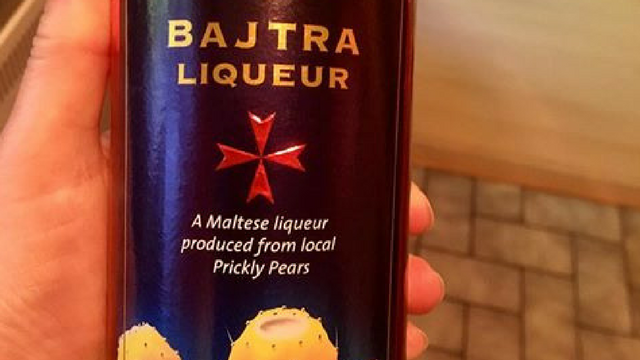 BAJTRA
LIQUEUR
A Maltese liqueur
produced from local
Prickly Pears